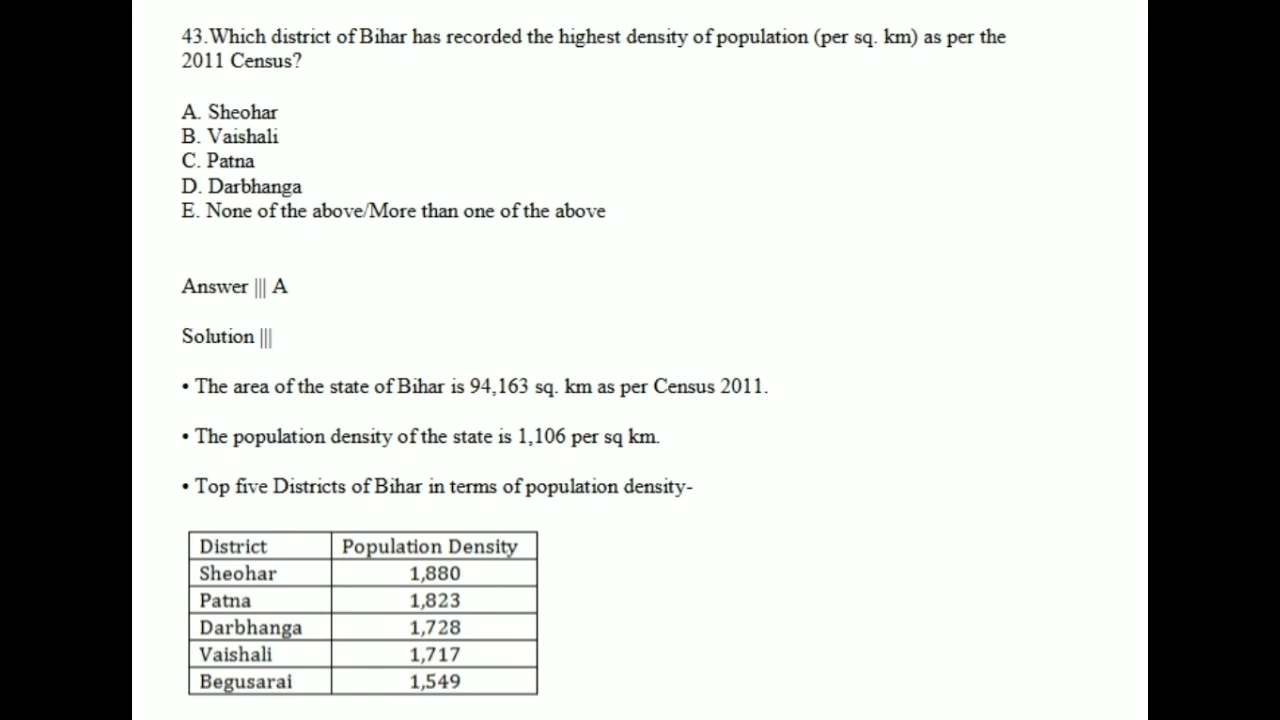 43.Which district of Bihar has recorded the highest density of population (per sq. km) as per the
2011 Census?
A. Sheohar
B. Vaishali
C. Patna
D. Darbhanga
E. None of the above/More than one of the above
Answer ||| A
Solution |||
• The area of the state of Bihar is 94,163 sq. km as per Census 2011.
• The population density of the state is 1,106 per sq km.
• Top five Districts of Bihar in terms of population density-
District Population Density
Sheohar 1,880
Patna 1,823
Darbhanga 1,728
Vaishali 1,717
Begusarai 1,549